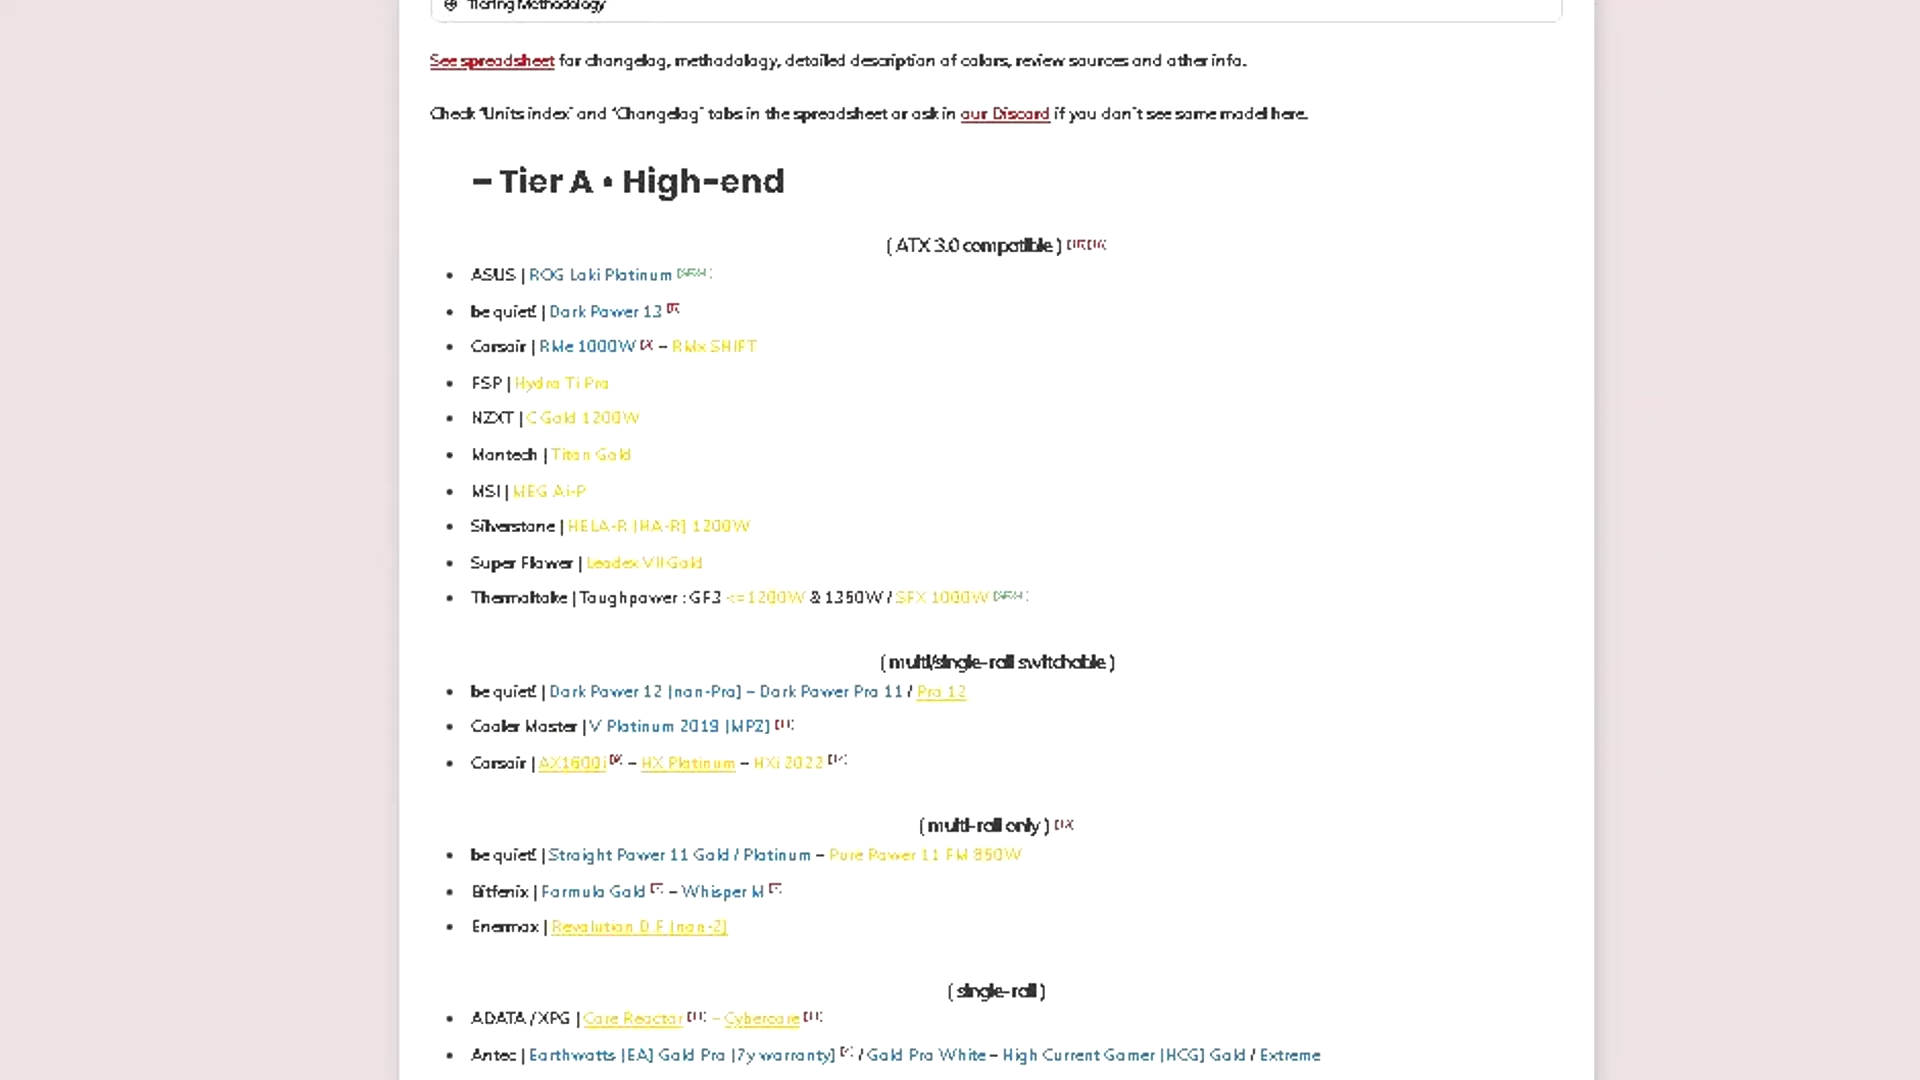 Tiering Methodology
See spreadsheet for changelog, methodology, detailed description of colors, review sources and other info.
Check "Units index" and "Changelog" tabs in the spreadsheet or ask in our Discord if you don't see some model here.
– Tier A • High-end
( ATX 3.0 compatible )
ASUS | ROG Loki Platinum
be quiet! | Dark Power 13
Corsair | RMe 1000W – RMx SHIFT
FSP | Hydro Ti Pro
NZXT | C Gold 1200W
Montech | Titan Gold
MSI | MEG Ai-P
Silverstone | HELA-R [HA-R] 1200W
Super Flower | Leadex VII Gold
Thermaltake | Toughpower : GF3 <=1200W & 1350W / SFX 1000W
( multi/single-rail switchable )
be quiet! | Dark Power 12 [non-Pro] – Dark Power Pro 11 / Pro 12
Cooler Master | V Platinum 2019 [MPZ] [11]
Corsair | AX1600i – HX Platinum – HXi 2022
( multi-rail only )
be quiet! | Straight Power 11 Gold / Platinum – Pure Power 11 FM 850W
Bitfenix | Formula Gold – Whisper M
Enermax | Revolution D.F [non-2]
( single-rail )
ADATA / XPG | Core Reactor [11] – Cybercore [11]
Antec | Earthwatts [EA] Gold Pro [7y warranty] / Gold Pro White – High Current Gamer [HCG] Gold / Extreme